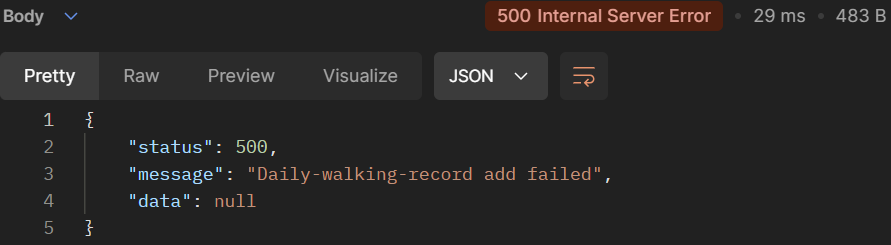 Body 500 Internal Server Error • 29 ms • 483 B
Pretty Raw Preview Visualize JSON
1 {
2 "status": 500,
3 "message": "Daily-walking-record add failed",
4 "data": null
5 }